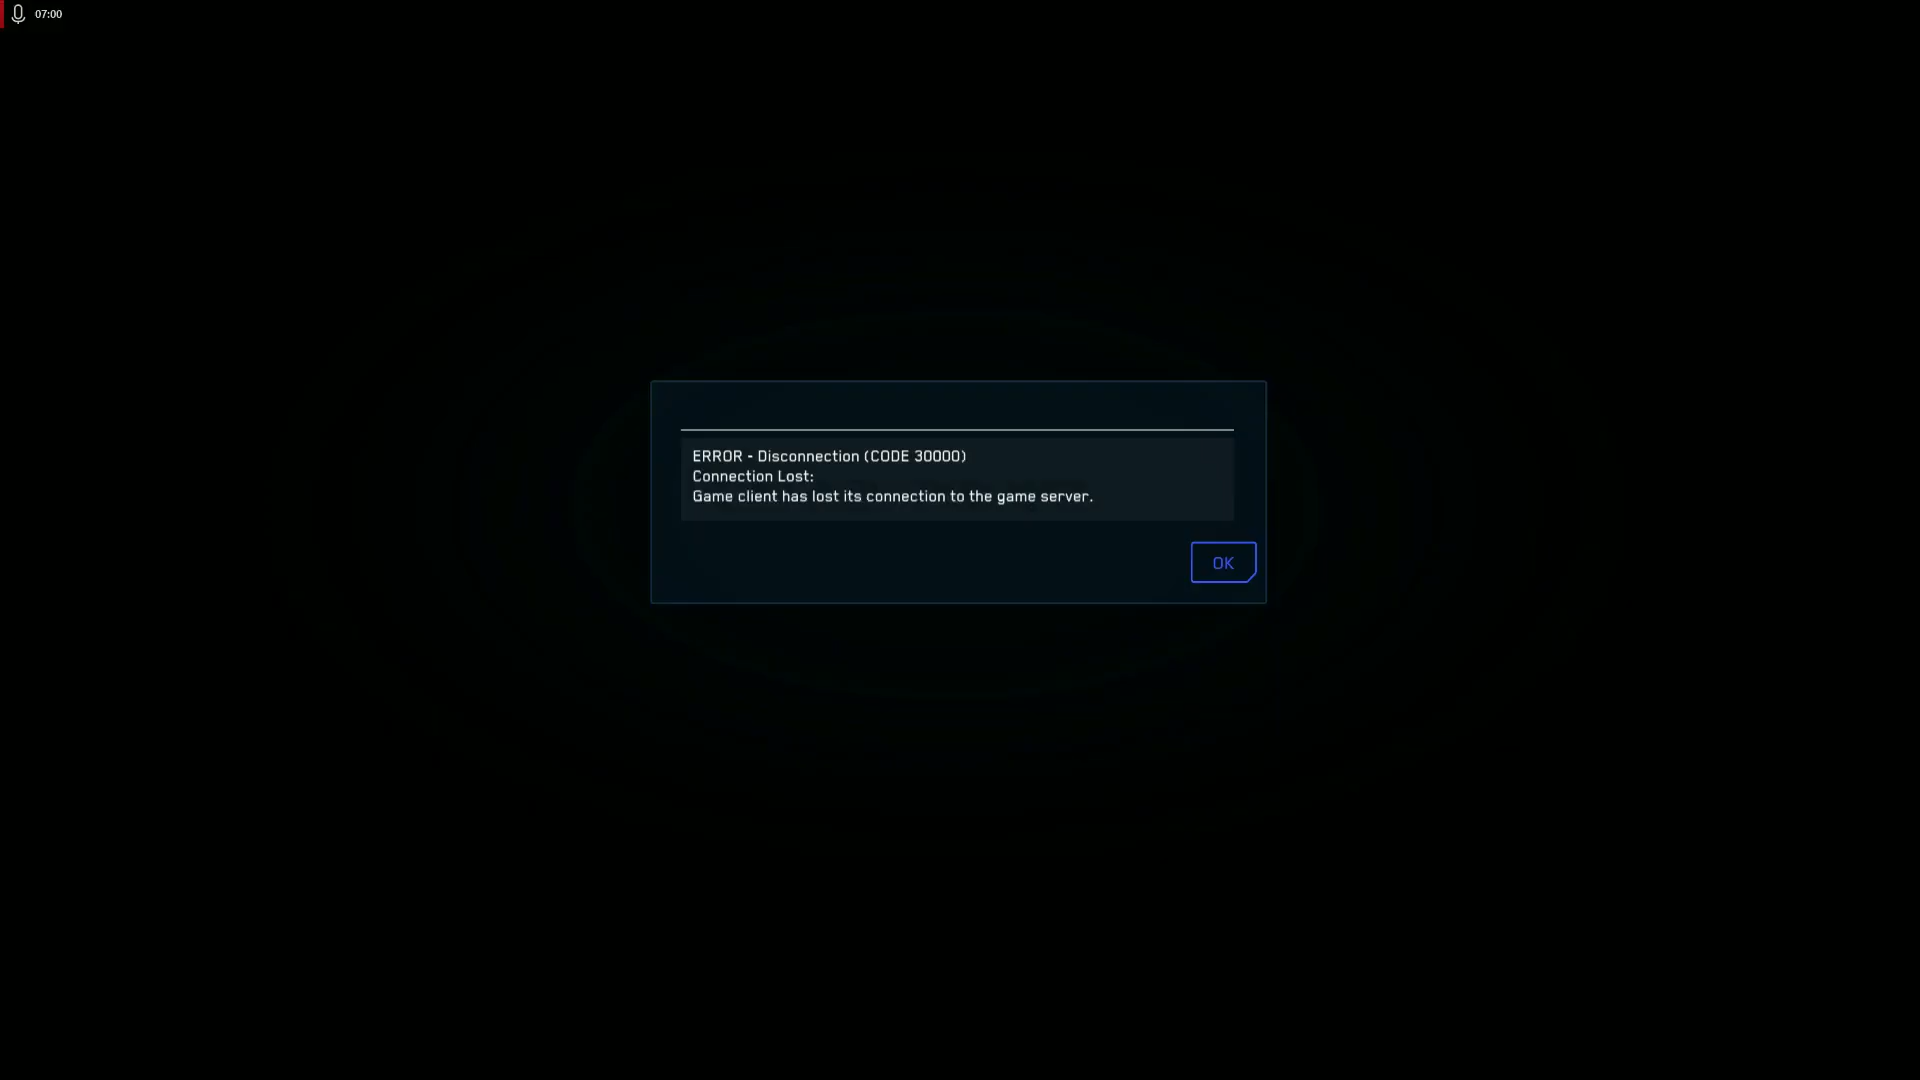 07:00
ERROR - Disconnection (CODE 30000)
Connection Lost:
Game client has lost its connection to the game server.
OK